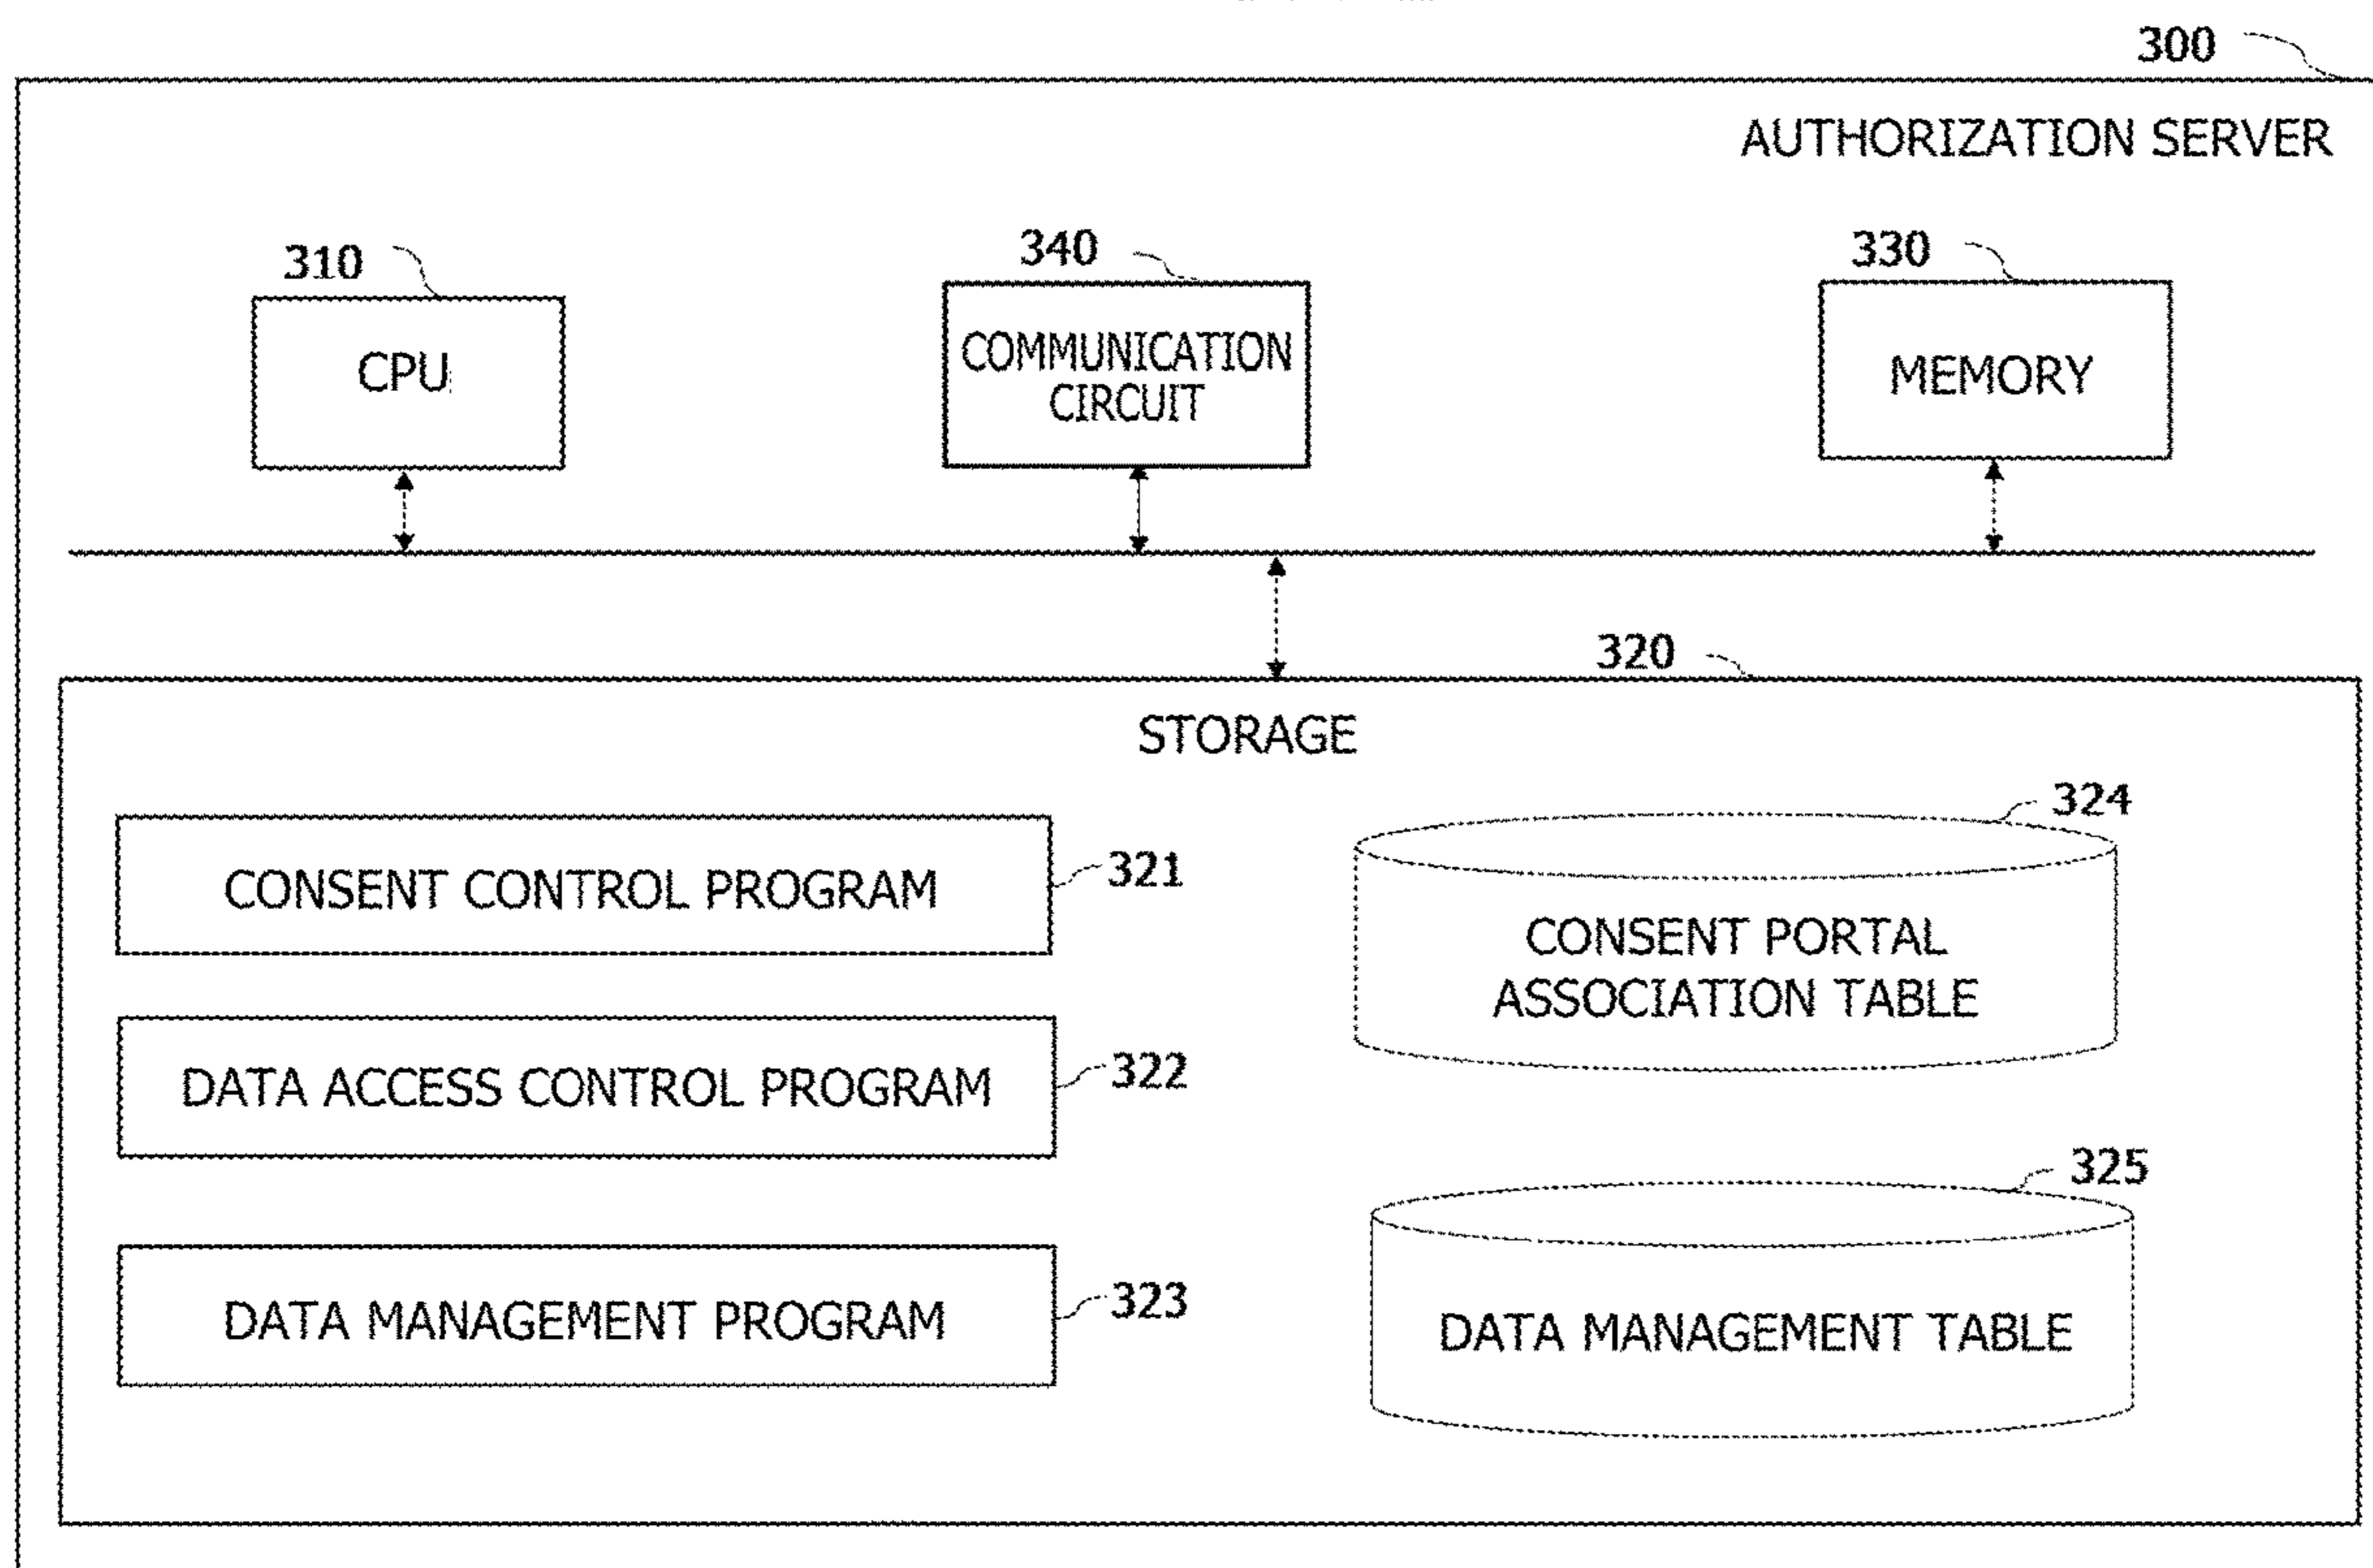 300
AUTHORIZATION SERVER
310
340
330
CPU
COMMUNICATION
CIRCUIT
MEMORY
320
STORAGE
324
CONSENT CONTROL PROGRAM
321
CONSENT PORTAL
ASSOCIATION TABLE
DATA ACCESS CONTROL PROGRAM
322
325
DATA MANAGEMENT PROGRAM
323
DATA MANAGEMENT TABLE